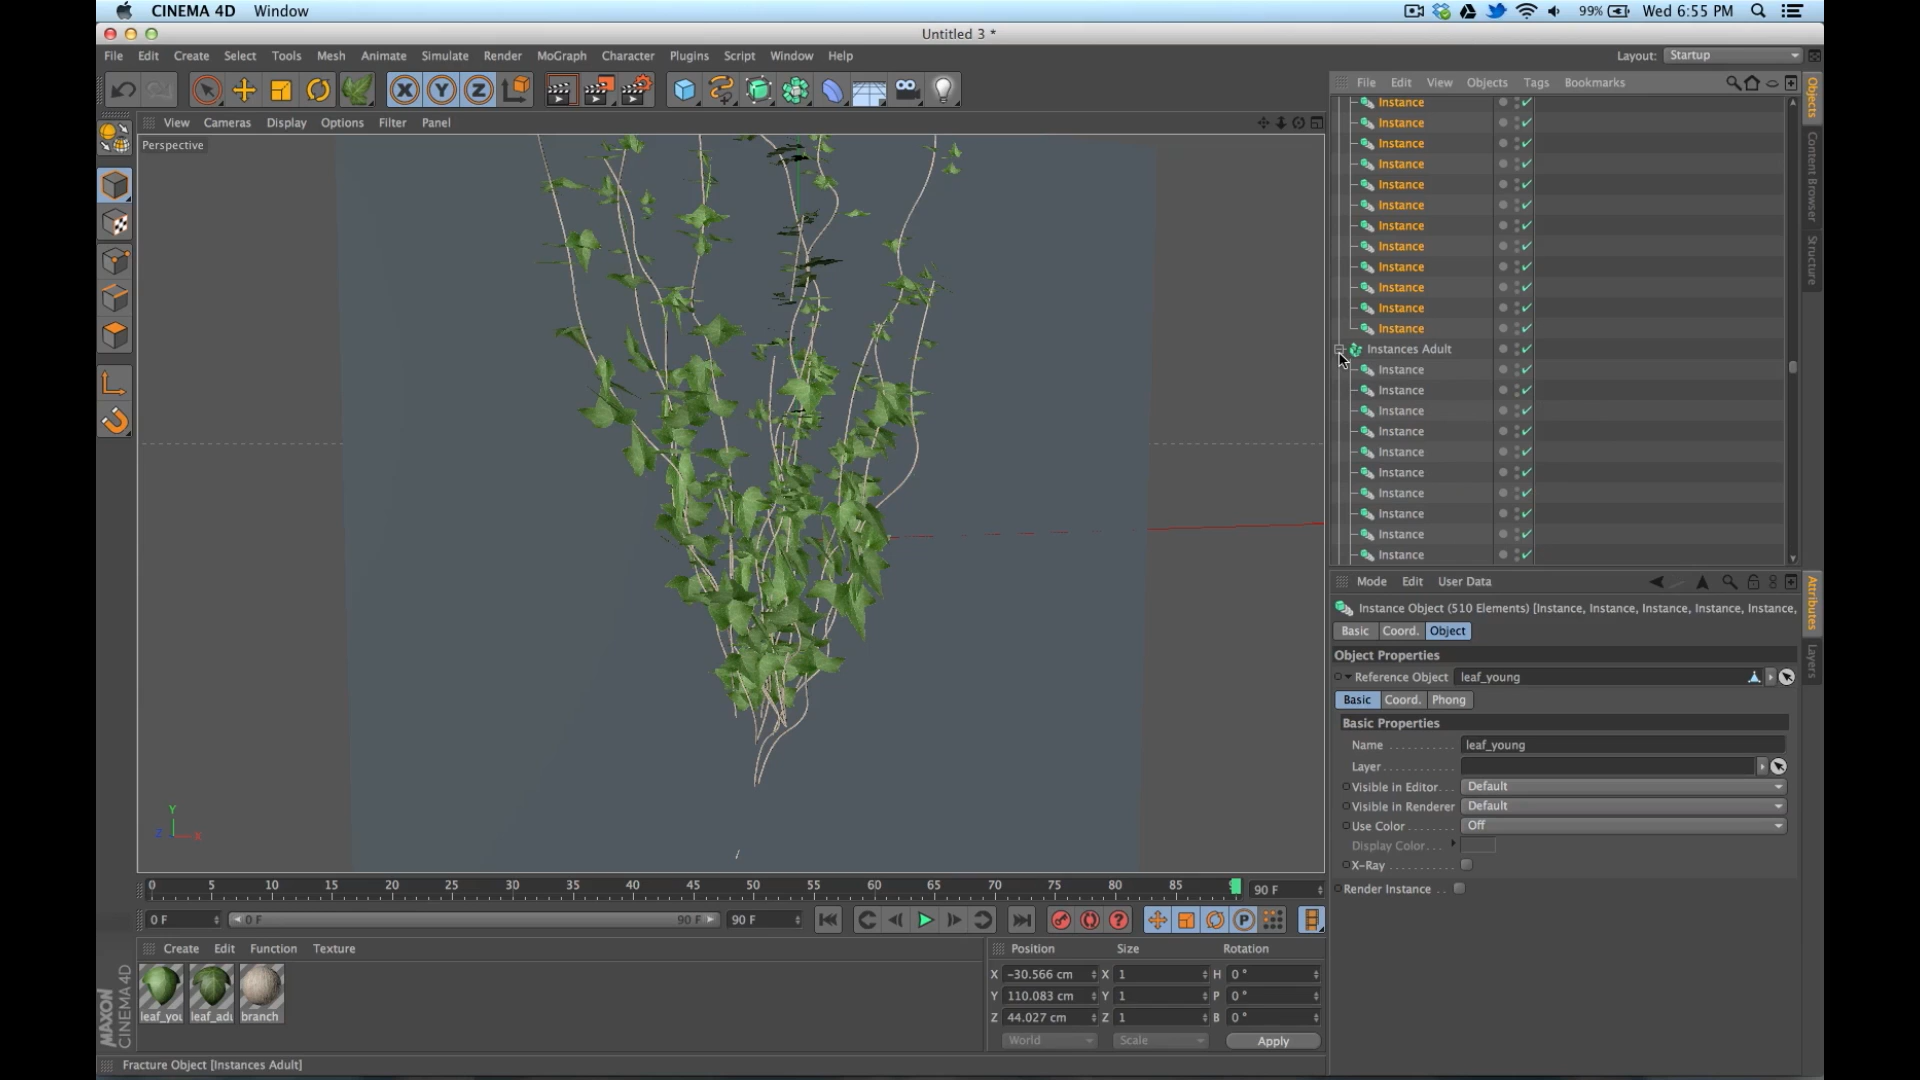 CINEMA 4D Window 99% Wed 6:55 PM
Untitled 3 *
File Edit Create Select Tools Mesh Animate Simulate Render MoGraph Character Plugins Script Window Help Layout: Startup
File Edit View Objects Tags Bookmarks
View Cameras Display Options Filter Panel
Perspective
Instance
Instance
Instance
Instance
Instance
Instance
Instance
Instance
Instance
Instance
Instance
Instance
Instances Adult
Instance
Instance
Instance
Instance
Instance
Instance
Instance
Instance
Instance
Instance
Objects
Content Browser
Structure
Mode Edit User Data
Instance Object (510 Elements) [Instance, Instance, Instance, Instance, Instance,
Basic Coord. Object
Object Properties
Reference Object leaf_young
Basic Coord. Phong
Basic Properties
Name leaf_young
Layer
Visible in Editor Default
Visible in Renderer Default
Use Color Off
Display Color
X-Ray
Render Instance
Attributes
Layers
Y
Z X
0 5 10 15 20 25 30 35 40 45 50 55 60 65 70 75 80 85 90 F
0 F 0 F 90 F 90 F
Create Edit Function Texture
leaf_you leaf_adu branch
MAXON
CINEMA 4D
Position Size Rotation
X -30.566 cm X 1 H 0 °
Y 110.083 cm Y 1 P 0 °
Z 44.027 cm Z 1 B 0 °
World Scale Apply
Fracture Object [Instances Adult]